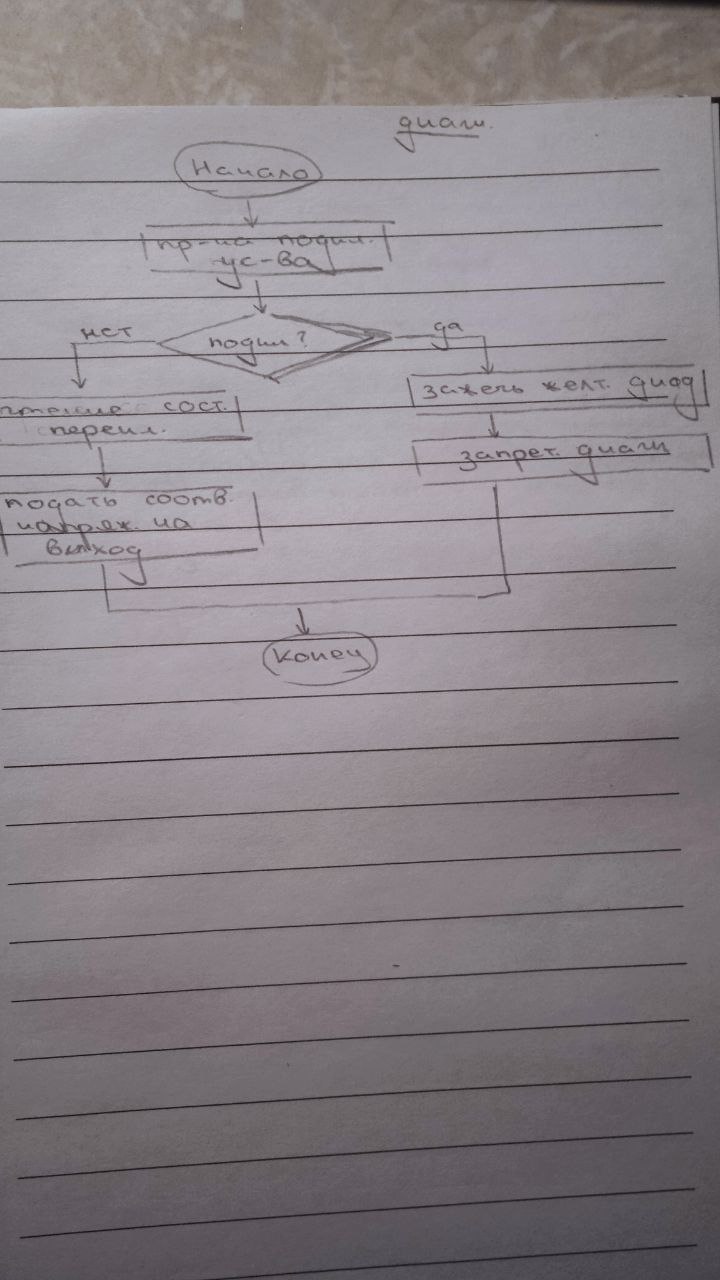 диагн.
Начало
пр-ка подкл.
ус-ва
нет
подкл?
да
чтение сост.
перекл.
зажечь желт. диод
запрет. диагн
подать соотв.
напряж. на
выход
Конец